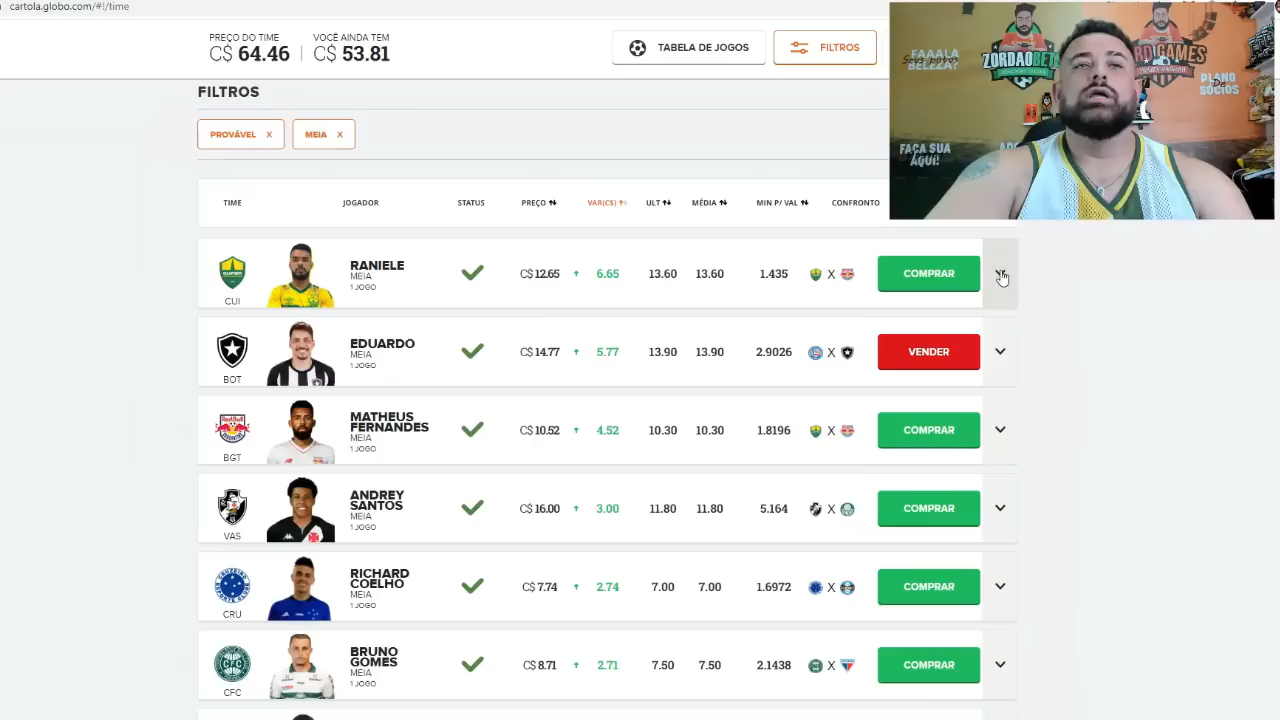 cartola.globo.com/#!/time
PREÇO DO TIME
C$ 64.46
VOCÊ AINDA TEM
C$ 53.81
TABELA DE JOGOS
FILTROS
FILTROS
PROVÁVEL X
MEIA X
TIME JOGADOR STATUS PREÇO VAR(C$) ULT MÉDIA MIN P/ VAL CONFRONTO
CUI
RANIELE
MEIA
1 JOGO
C$ 12.65 6.65 13.60 13.60 1.435 X COMPRAR
BOT
EDUARDO
MEIA
1 JOGO
C$ 14.77 5.77 13.90 13.90 2.9026 X VENDER
BGT
MATHEUS
FERNANDES
MEIA
1 JOGO
C$ 10.52 4.52 10.30 10.30 1.8196 X COMPRAR
VAS
ANDREY
SANTOS
MEIA
1 JOGO
C$ 16.00 3.00 11.80 11.80 5.164 X COMPRAR
CRU
RICHARD
COELHO
MEIA
1 JOGO
C$ 7.74 2.74 7.00 7.00 1.6972 X COMPRAR
CFC
BRUNO
GOMES
MEIA
1 JOGO
C$ 8.71 2.71 7.50 7.50 2.1438 X COMPRAR
FAAALA
BELEZA?
ZORDAOBET
GAMES
PLANO
DE
SÓCIOS
FAÇA SUA
AQUI!